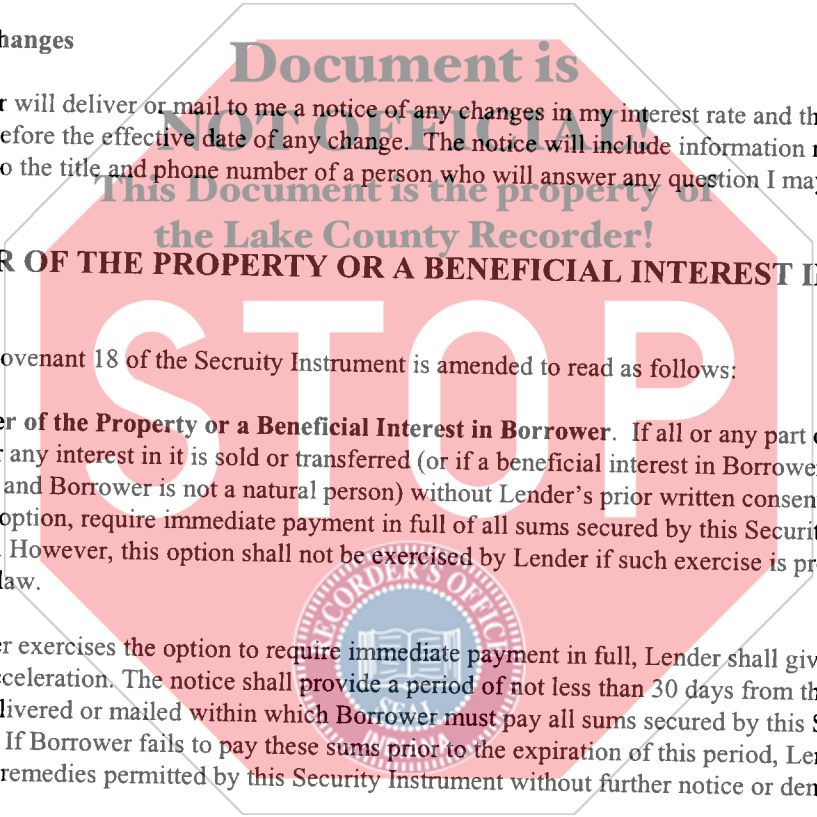 hanges
Document is
r will deliver or mail to me a notice of any changes in my interest rate and th
NOT OFFICIAL!
efore the effective date of any change. The notice will include information
o the title and phone number of a person who will answer any question I may
This Document is the property of
the Lake County Recorder!
R OF THE PROPERTY OR A BENEFICIAL INTEREST I
STOP
ovenant 18 of the Secruity Instrument is amended to read as follows:
er of the Property or a Beneficial Interest in Borrower. If all or any part
any interest in it is sold or transferred (or if a beneficial interest in Borrowe
and Borrower is not a natural person) without Lender's prior written consen
option, require immediate payment in full of all sums secured by this Securit
. However, this option shall not be exercised by Lender if such exercise is pr
law.
RECORDER'S OFFICE
er exercises the option to require immediate payment in full, Lender shall giv
cceleration. The notice shall provide a period of not less than 30 days from th
SEAL
livered or mailed within which Borrower must pay all sums secured by this S
INDIANA
If Borrower fails to pay these sums prior to the expiration of this period, Le
remedies permitted by this Security Instrument without further notice or dem